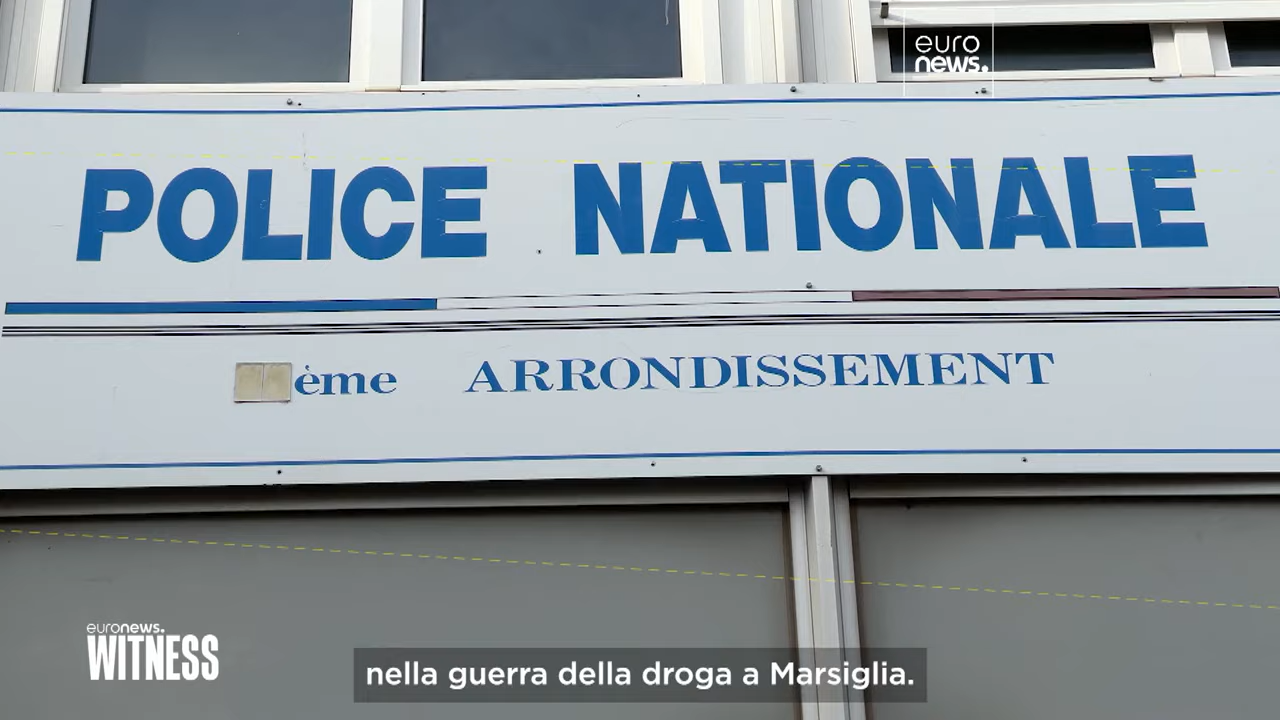 euro
news.
POLICE NATIONALE
ème ARRONDISSEMENT
euronews.
WITNESS
nella guerra della droga a Marsiglia.